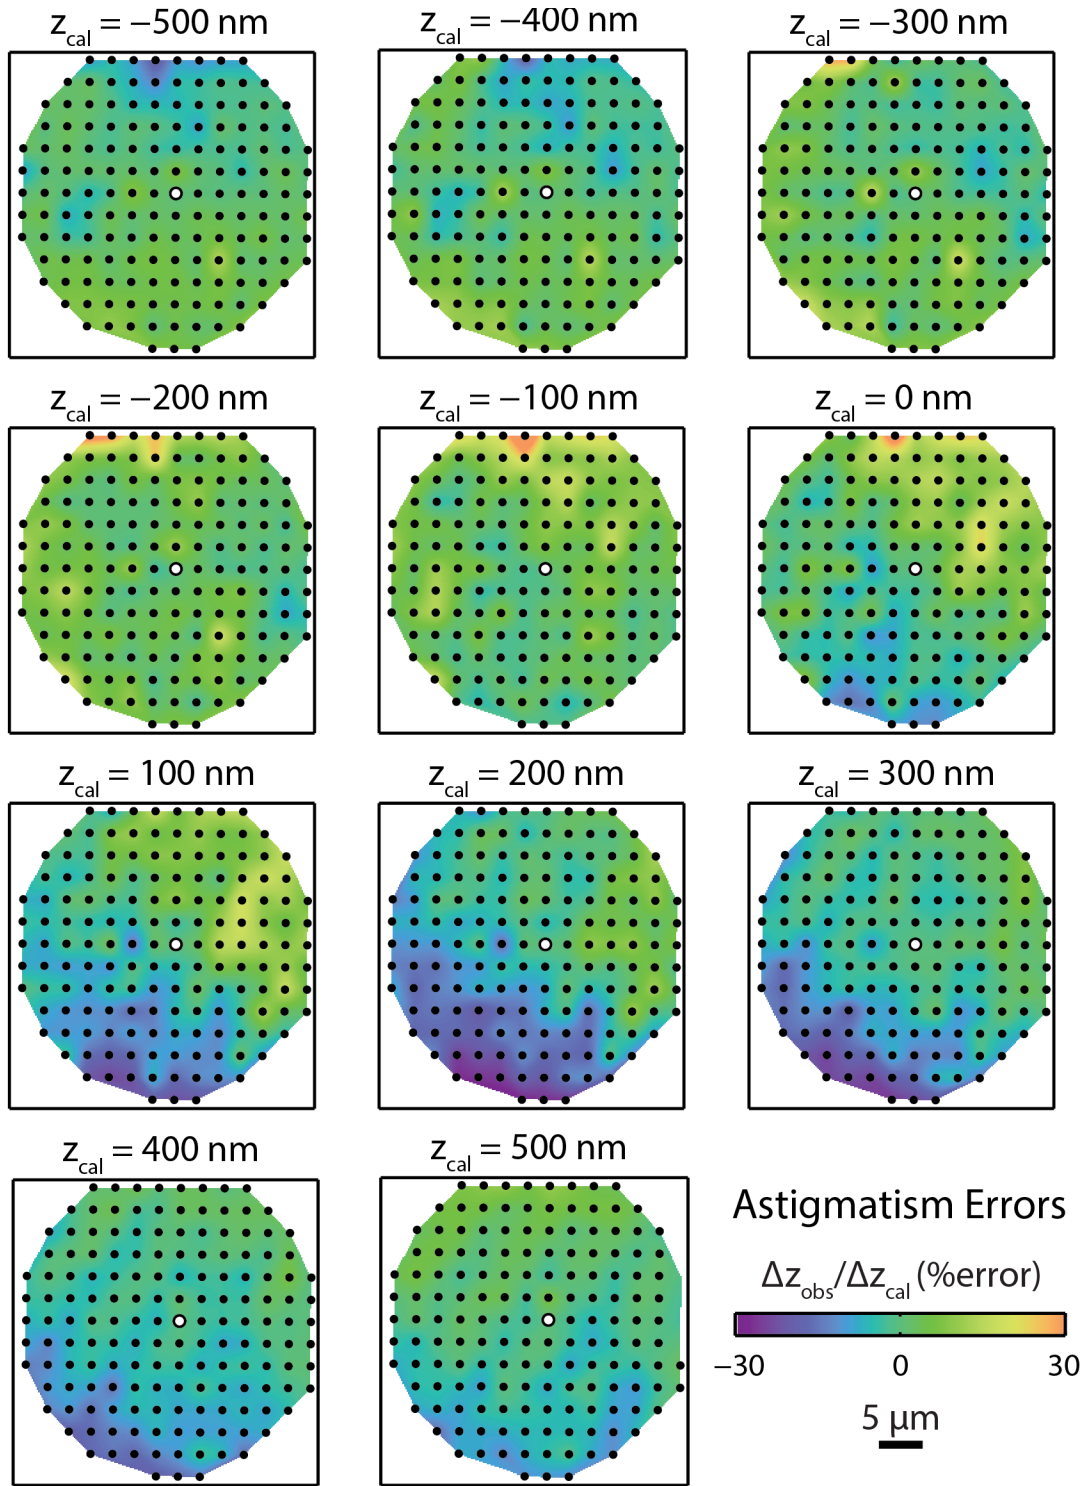 z_cal = −500 nm
z_cal = −400 nm
z_cal = −300 nm
z_cal = −200 nm
z_cal = −100 nm
z_cal = 0 nm
z_cal = 100 nm
z_cal = 200 nm
z_cal = 300 nm
z_cal = 400 nm
z_cal = 500 nm
Astigmatism Errors
Δz_obs/Δz_cal (%error)
−30 0 30
5 µm